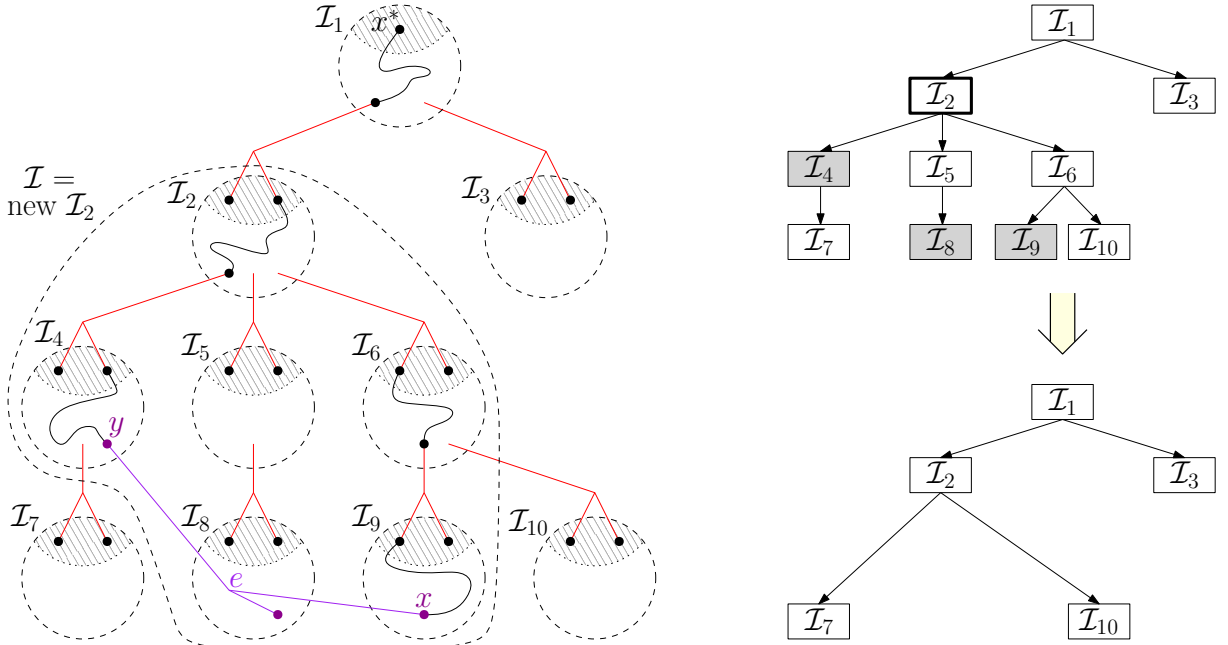 𝓘₁ x*
𝓘 =
new 𝓘₂
𝓘₂
𝓘₃
𝓘₄
𝓘₅
𝓘₆
y
𝓘₇
𝓘₈
𝓘₉
𝓘₁₀
e
x
𝓘₁
𝓘₂
𝓘₃
𝓘₄
𝓘₅
𝓘₆
𝓘₇
𝓘₈
𝓘₉
𝓘₁₀
𝓘₁
𝓘₂
𝓘₃
𝓘₇
𝓘₁₀